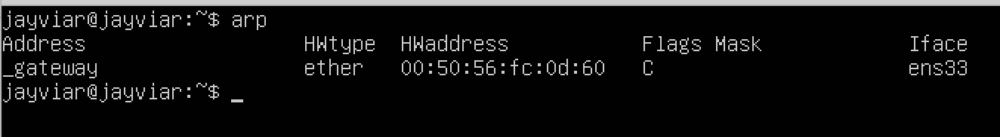 jayviar@jayviar:~$ arp
Address HWtype HWaddress Flags Mask Iface
_gateway ether 00:50:56:fc:0d:60 C ens33
jayviar@jayviar:~$ _